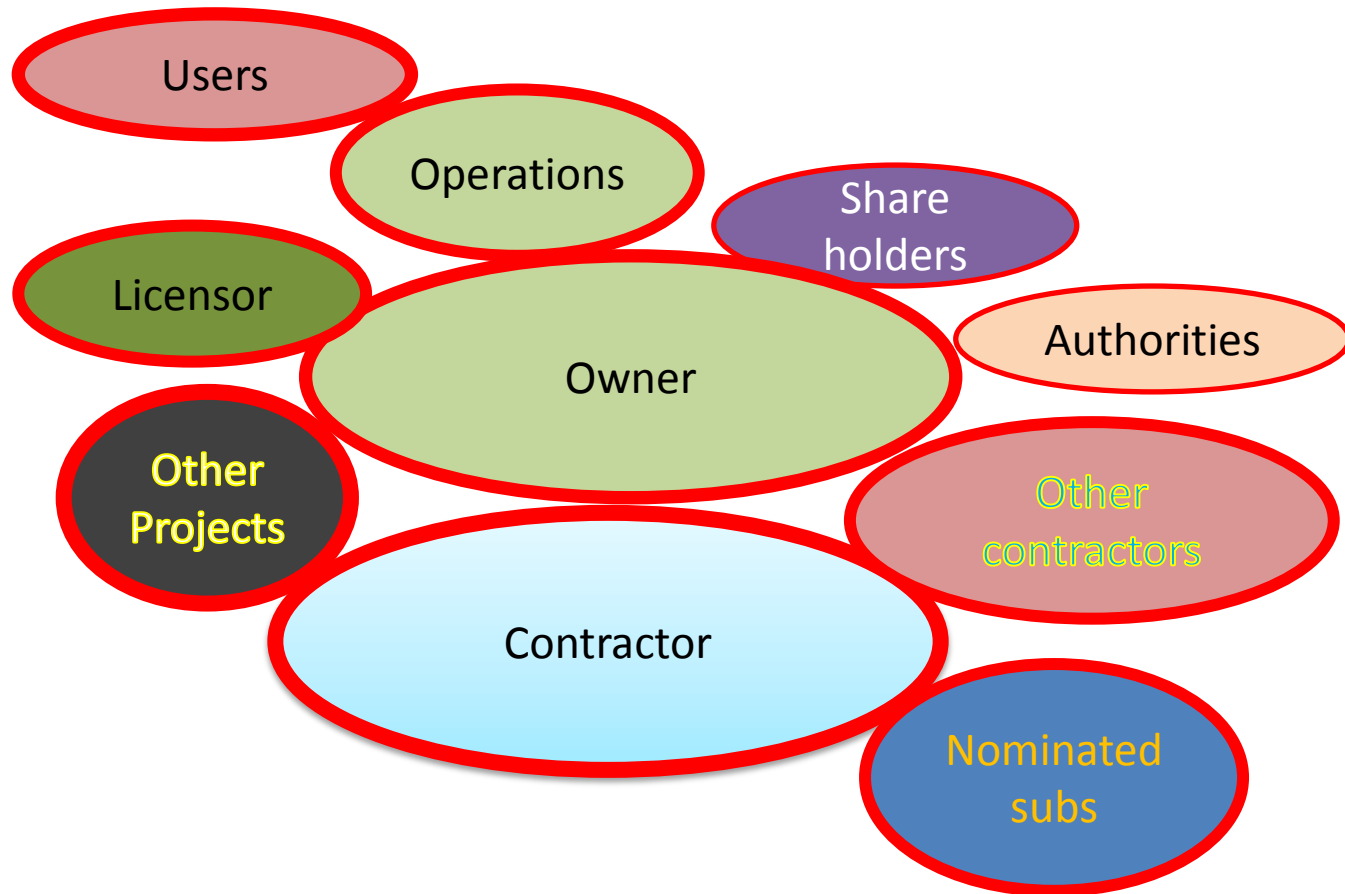 Users
Operations
Share
holders
Licensor
Authorities
Owner
Other
Projects
Other
contractors
Contractor
Nominated
subs